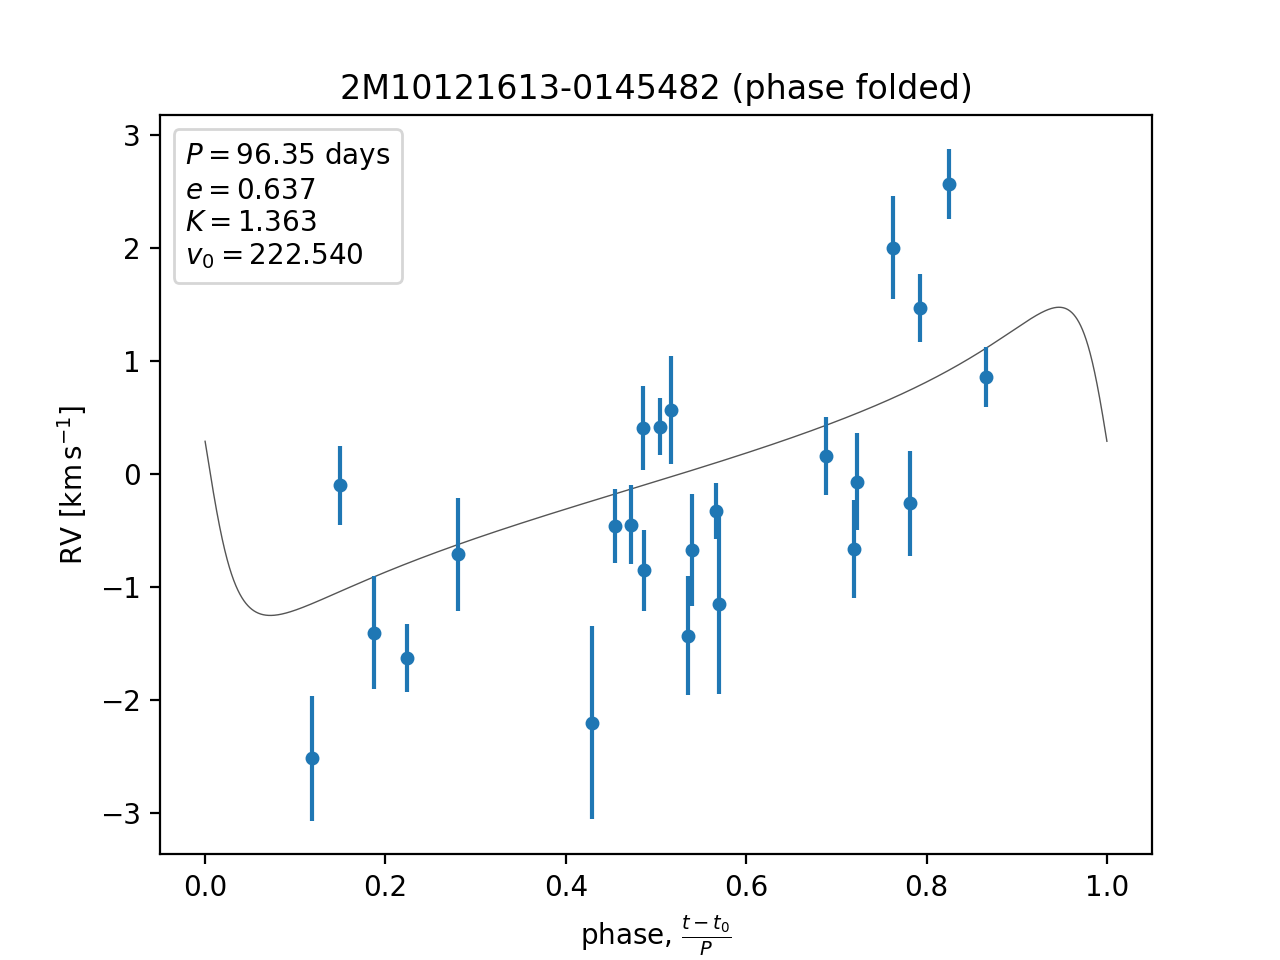 2M10121613-0145482 (phase folded)
P = 96.35 days
e = 0.637
K = 1.363
v₀ = 222.540
3
2
1
0
−1
−2
−3
RV [km s⁻¹]
0.0 0.2 0.4 0.6 0.8 1.0
phase, (t − t₀)/P